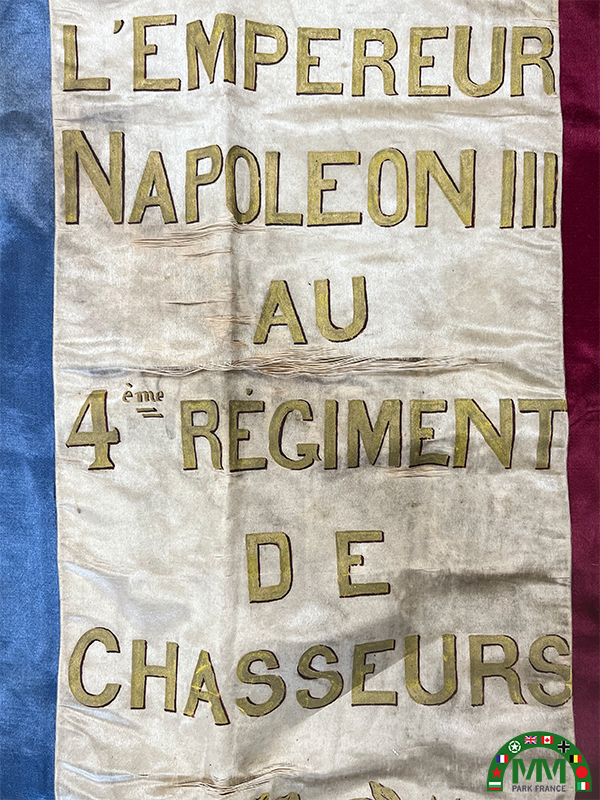 L'EMPEREUR
NAPOLEON III
AU
4ème RÉGIMENT
DE
CHASSEURS
MM
PARK FRANCE